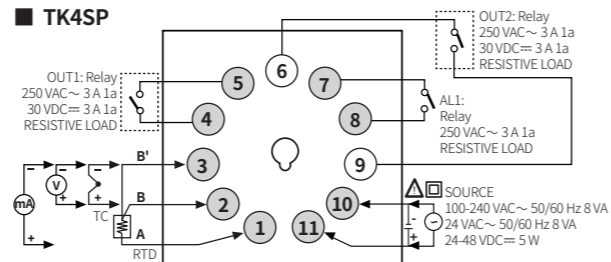 ■ TK4SP
OUT2: Relay
250 VAC～ 3 A 1a
30 VDC⎓ 3 A 1a
RESISTIVE LOAD
OUT1: Relay
250 VAC～ 3 A 1a
30 VDC⎓ 3 A 1a
RESISTIVE LOAD
5
6
7
4
8
AL1:
Relay
250 VAC～ 3 A 1a
RESISTIVE LOAD
B'
3
9
mA
V
TC
B
2
10
A
1
11
RTD
SOURCE
100-240 VAC～ 50/60 Hz 8 VA
24 VAC～ 50/60 Hz 8 VA
24-48 VDC⎓ 5 W